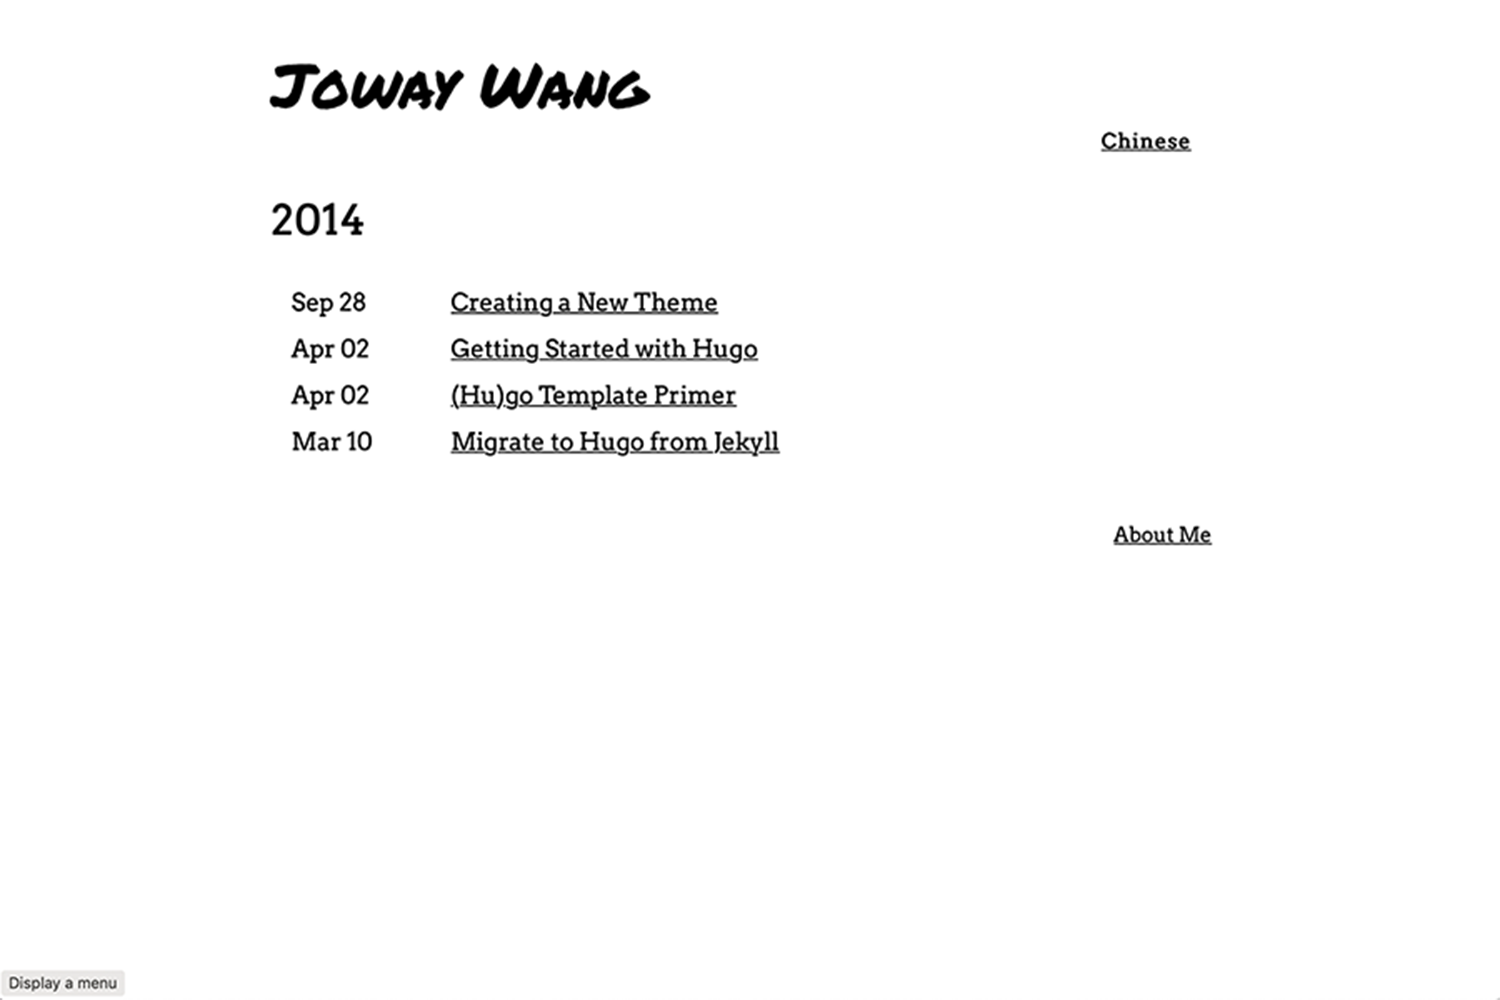 Joway Wang
Chinese
2014
Sep 28 Creating a New Theme
Apr 02 Getting Started with Hugo
Apr 02 (Hu)go Template Primer
Mar 10 Migrate to Hugo from Jekyll
About Me
Display a menu